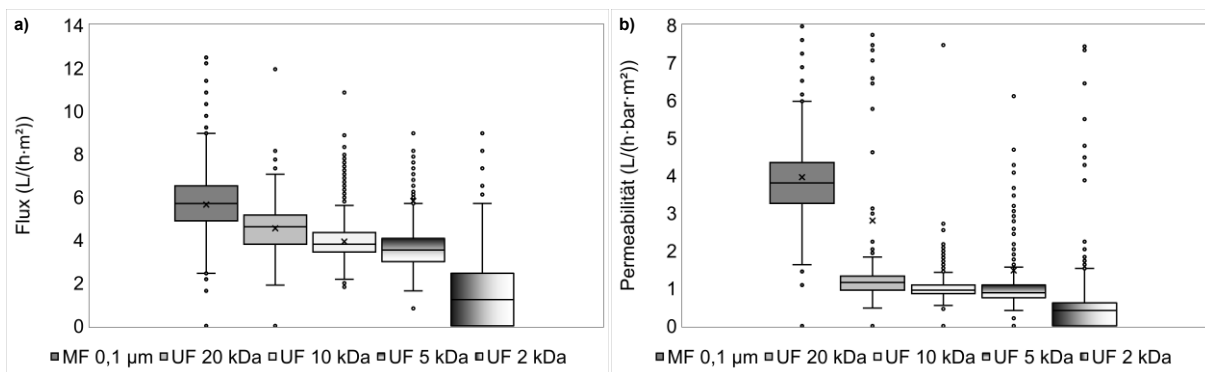 a)
Flux (L/(h·m²))
14
12
10
8
6
4
2
0
MF 0,1 µm UF 20 kDa UF 10 kDa UF 5 kDa UF 2 kDa
b)
Permeabilität (L/(h·bar·m²))
8
7
6
5
4
3
2
1
0
MF 0,1 µm UF 20 kDa UF 10 kDa UF 5 kDa UF 2 kDa